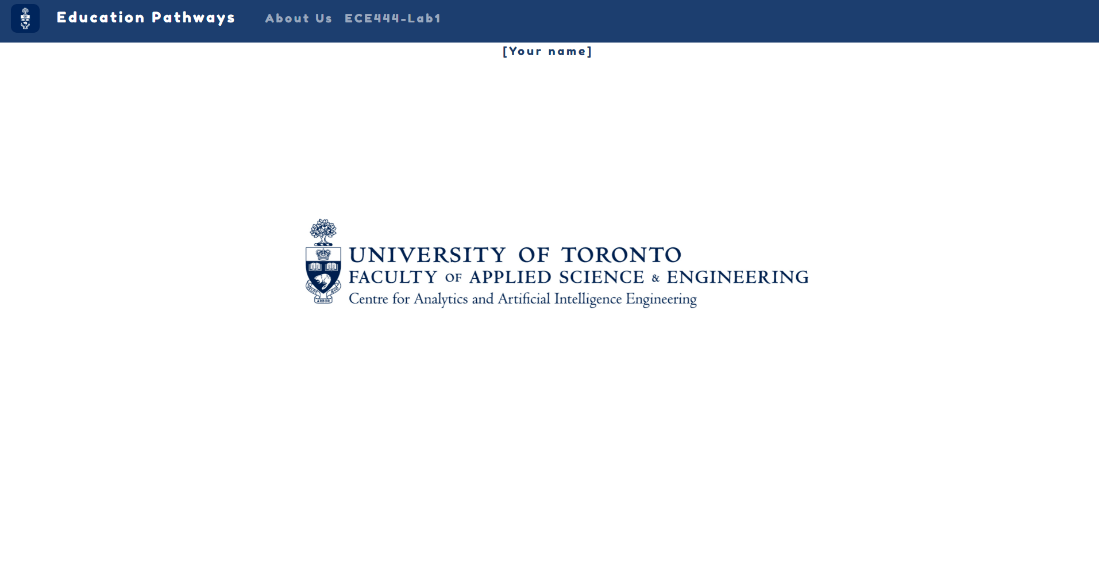 Education Pathways About Us ECE444-Lab1
[Your name]
UNIVERSITY OF TORONTO
FACULTY OF APPLIED SCIENCE & ENGINEERING
Centre for Analytics and Artificial Intelligence Engineering